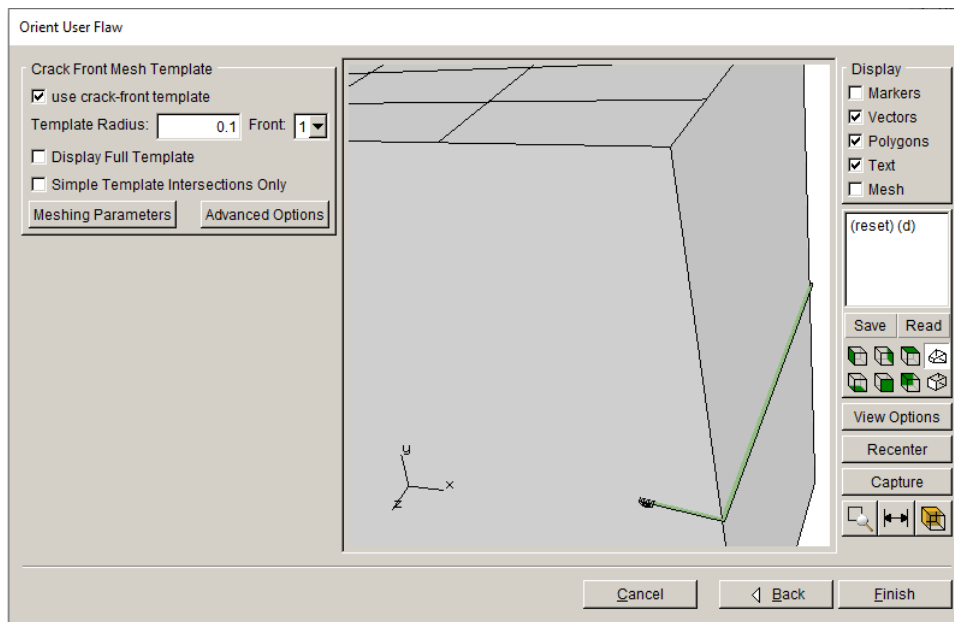 Orient User Flaw
Crack Front Mesh Template
use crack-front template
Template Radius: 0.1 Front: 1
Display Full Template
Simple Template Intersections Only
Meshing Parameters Advanced Options
y
x
z
Display
Markers
Vectors
Polygons
Text
Mesh
(reset) (d)
Save Read
View Options
Recenter
Capture
Cancel Back Finish